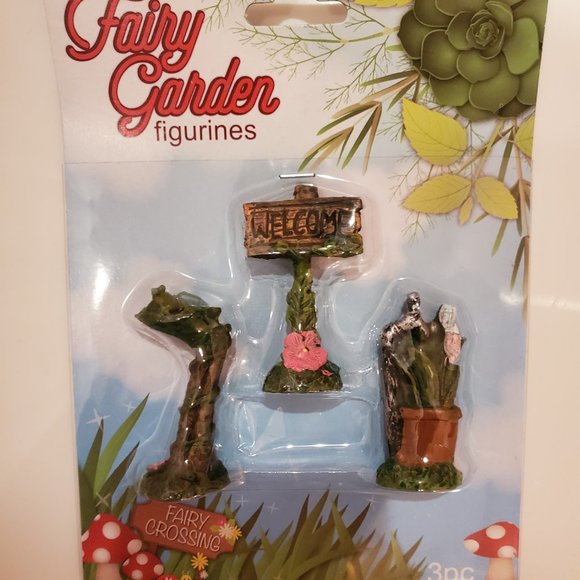 Fairy
Garden
figurines
WELCOME
FAIRY
CROSSING
3pc